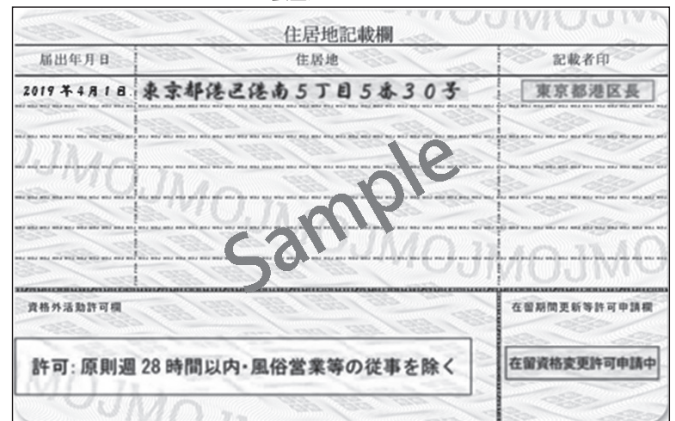 住居地記載欄
届出年月日 住居地 記載者印
2019年4月1日 東京都港区港南5丁目5番30号 東京都港区長
Sample
資格外活動許可欄 在留期間更新等許可申請欄
許可:原則週28時間以内・風俗営業等の従事を除く 在留資格変更許可申請中